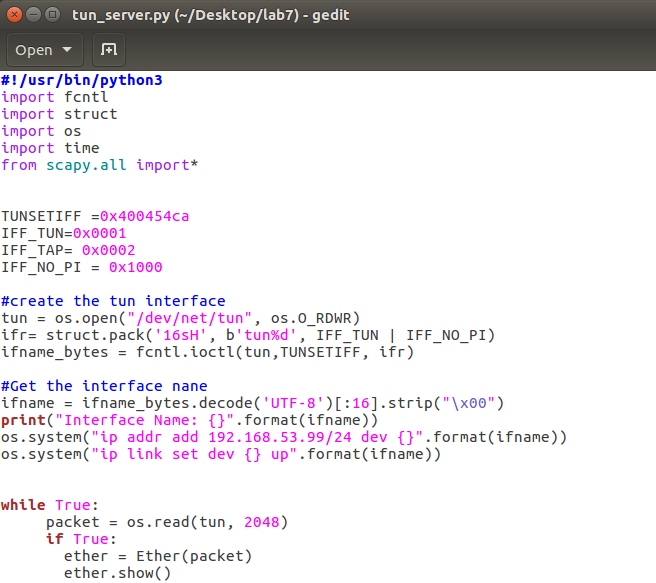 tun_server.py (~/Desktop/lab7) - gedit
Open
#!/usr/bin/python3
import fcntl
import struct
import os
import time
from scapy.all import*
TUNSETIFF =0x400454ca
IFF_TUN=0x0001
IFF_TAP= 0x0002
IFF_NO_PI = 0x1000
#create the tun interface
tun = os.open("/dev/net/tun", os.O_RDWR)
ifr= struct.pack('16sH', b'tun%d', IFF_TUN | IFF_NO_PI)
ifname_bytes = fcntl.ioctl(tun,TUNSETIFF, ifr)
#Get the interface nane
ifname = ifname_bytes.decode('UTF-8')[:16].strip("\x00")
print("Interface Name: {}".format(ifname))
os.system("ip addr add 192.168.53.99/24 dev {}".format(ifname))
os.system("ip link set dev {} up".format(ifname))
while True:
     packet = os.read(tun, 2048)
     if True:
       ether = Ether(packet)
       ether.show()